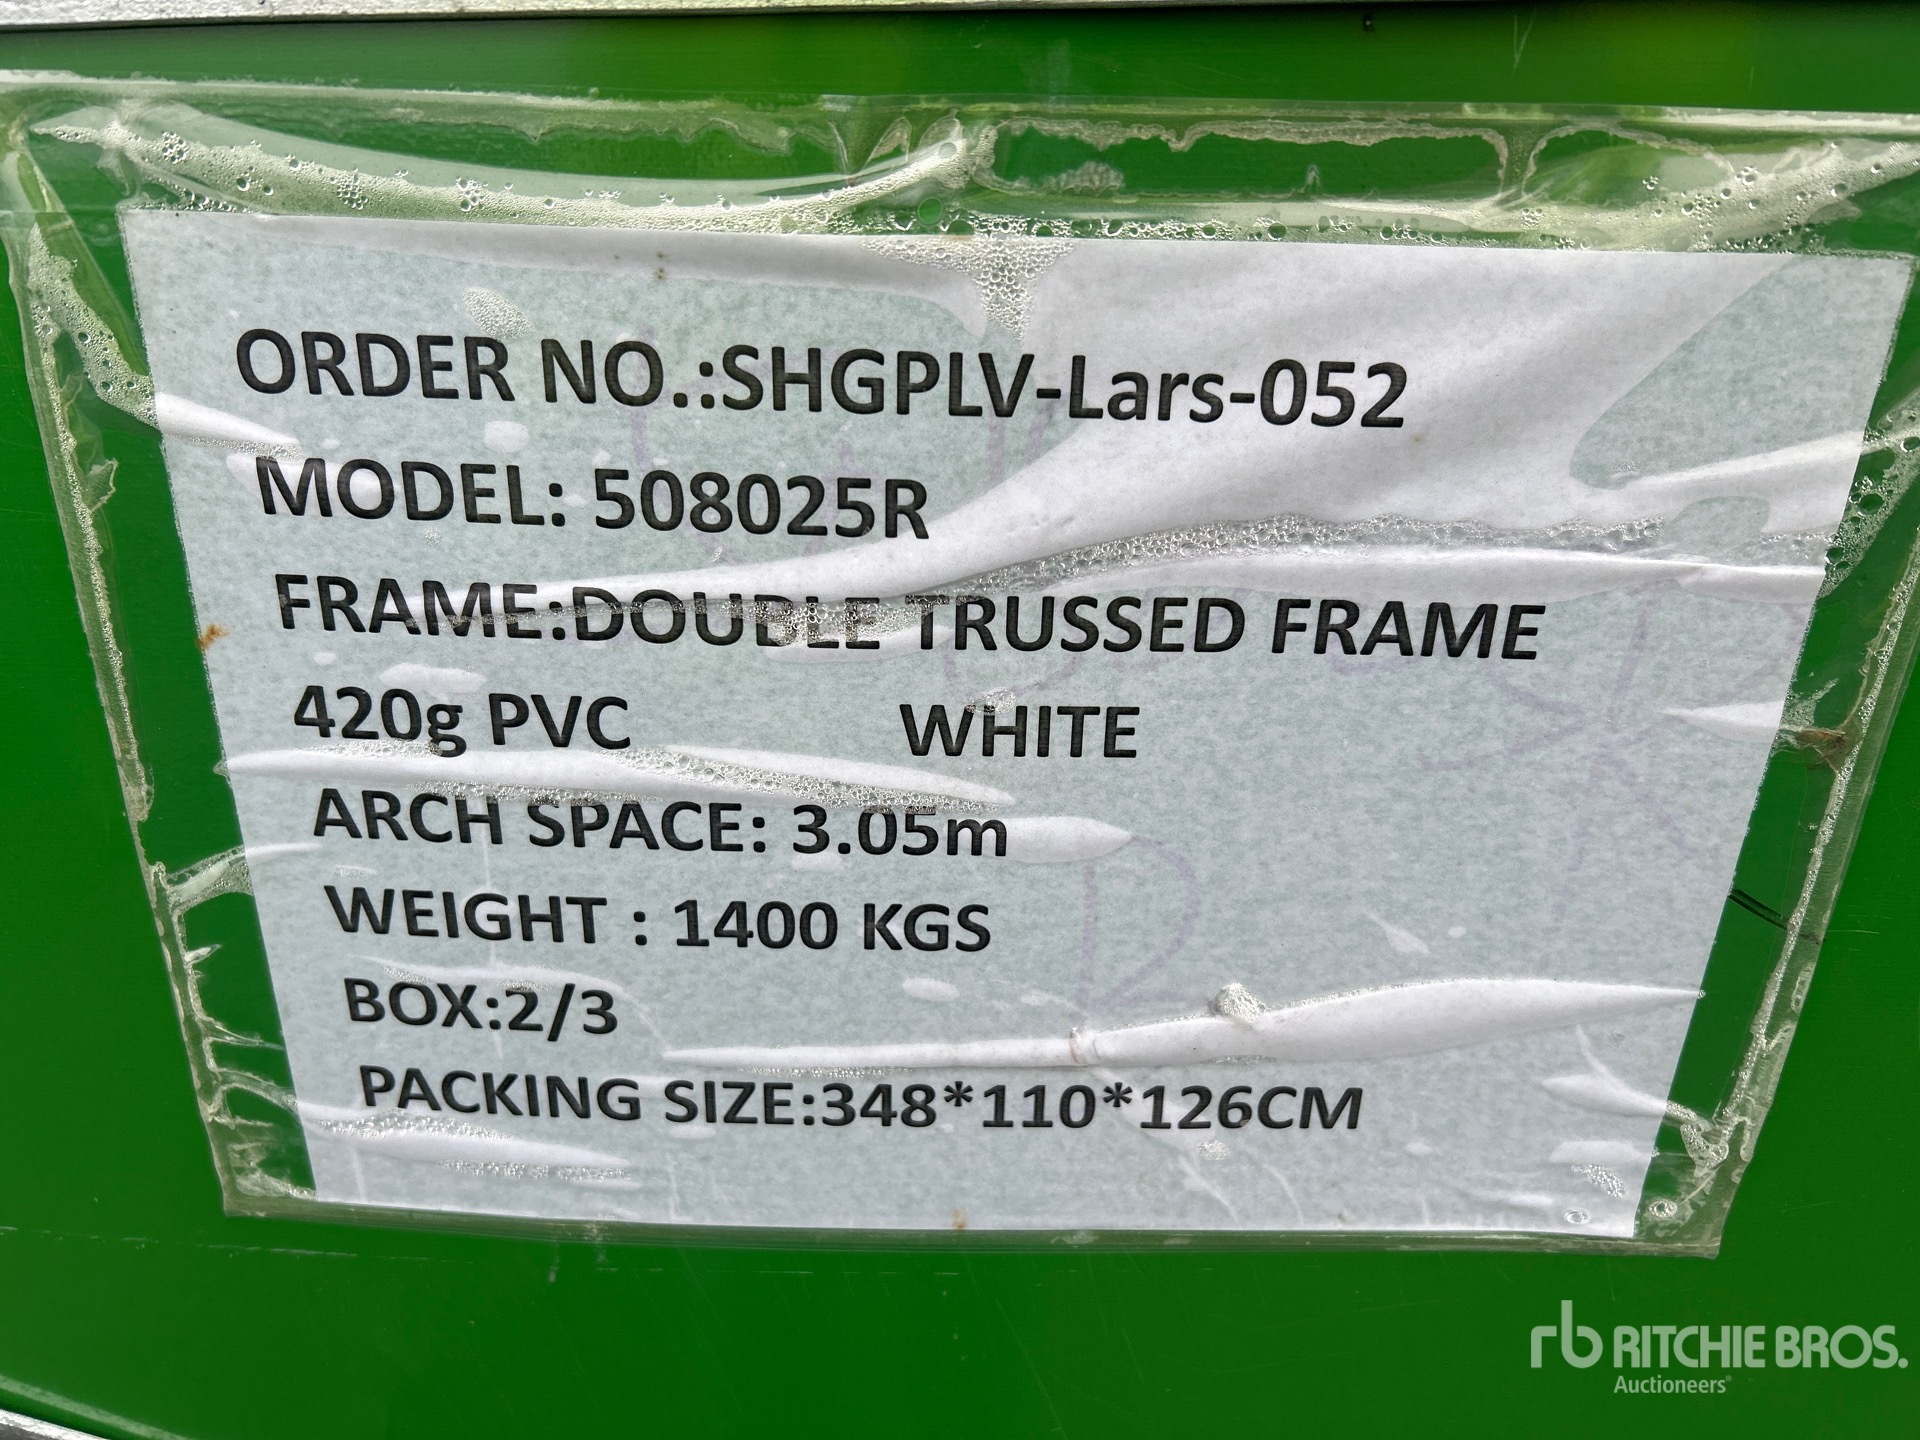 ORDER NO.:SHGPLV-Lars-052
MODEL: 508025R
FRAME:DOUBLE TRUSSED FRAME
420g PVC WHITE
ARCH SPACE: 3.05m
WEIGHT : 1400 KGS
BOX:2/3
PACKING SIZE:348*110*126CM
rb RITCHIE BROS.
Auctioneers®